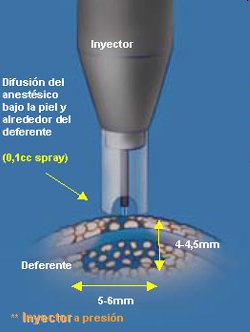 Inyector
Difusión del
anestésico
bajo la piel y
alrededor del
deferente
(0,1cc spray)
4-4,5mm
Deferente
5-6mm
** Inyector a presión
Inyector